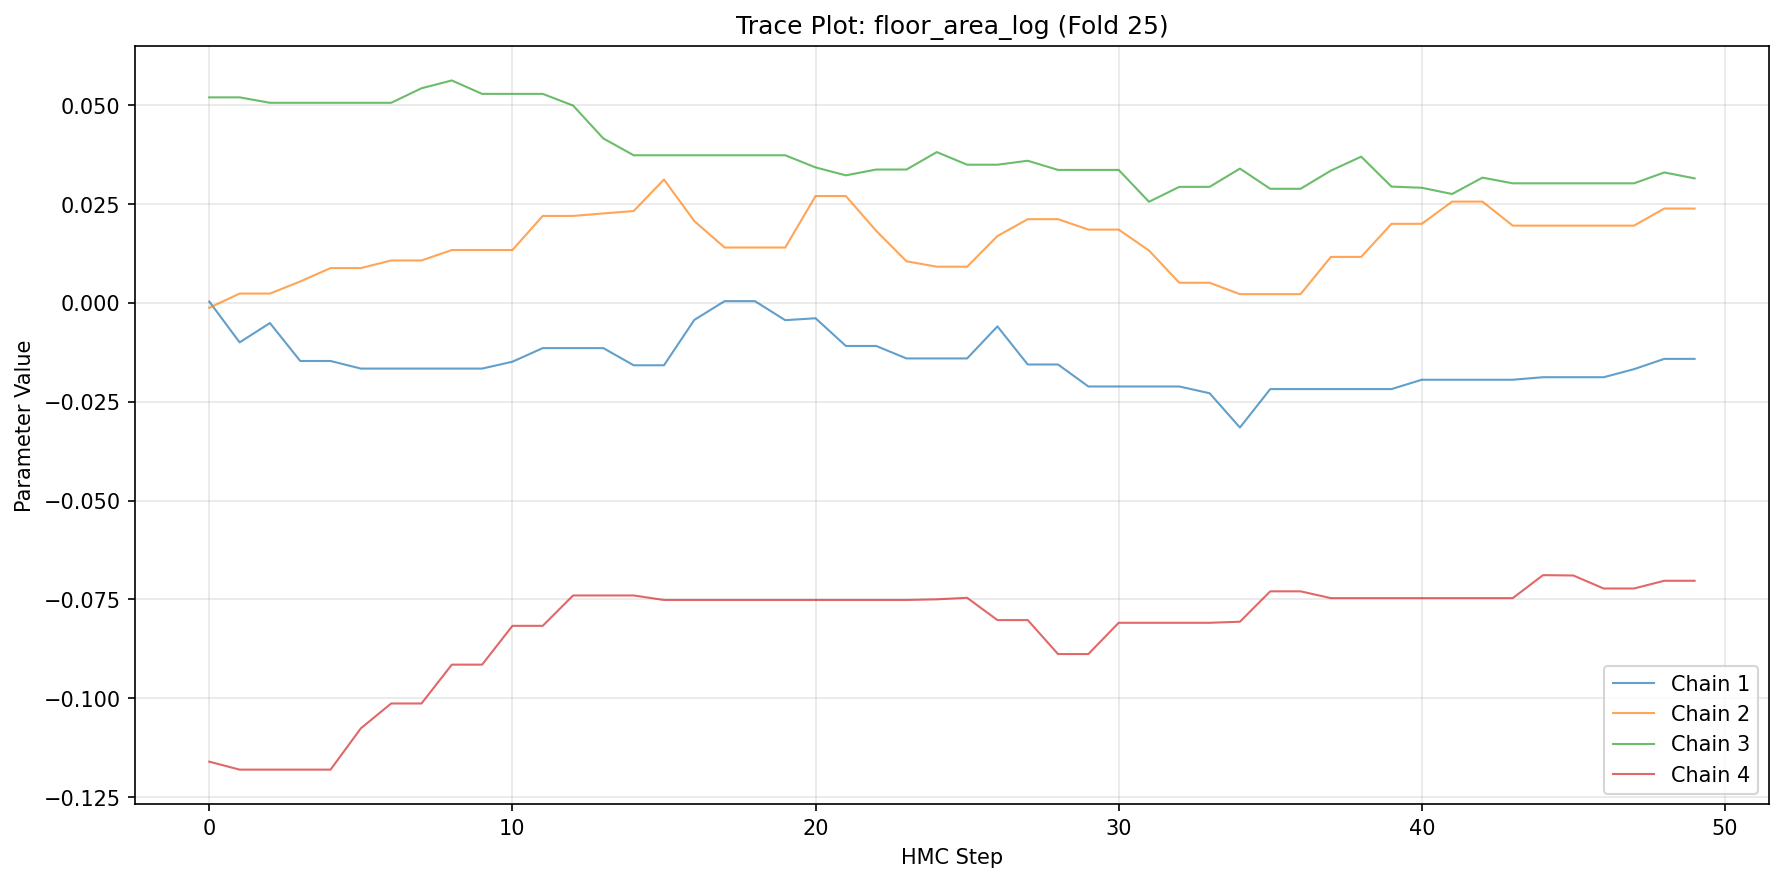 Trace Plot: floor_area_log (Fold 25)
Parameter Value
0.050
0.025
0.000
−0.025
−0.050
−0.075
−0.100
−0.125
0 10 20 30 40 50
HMC Step
Chain 1
Chain 2
Chain 3
Chain 4